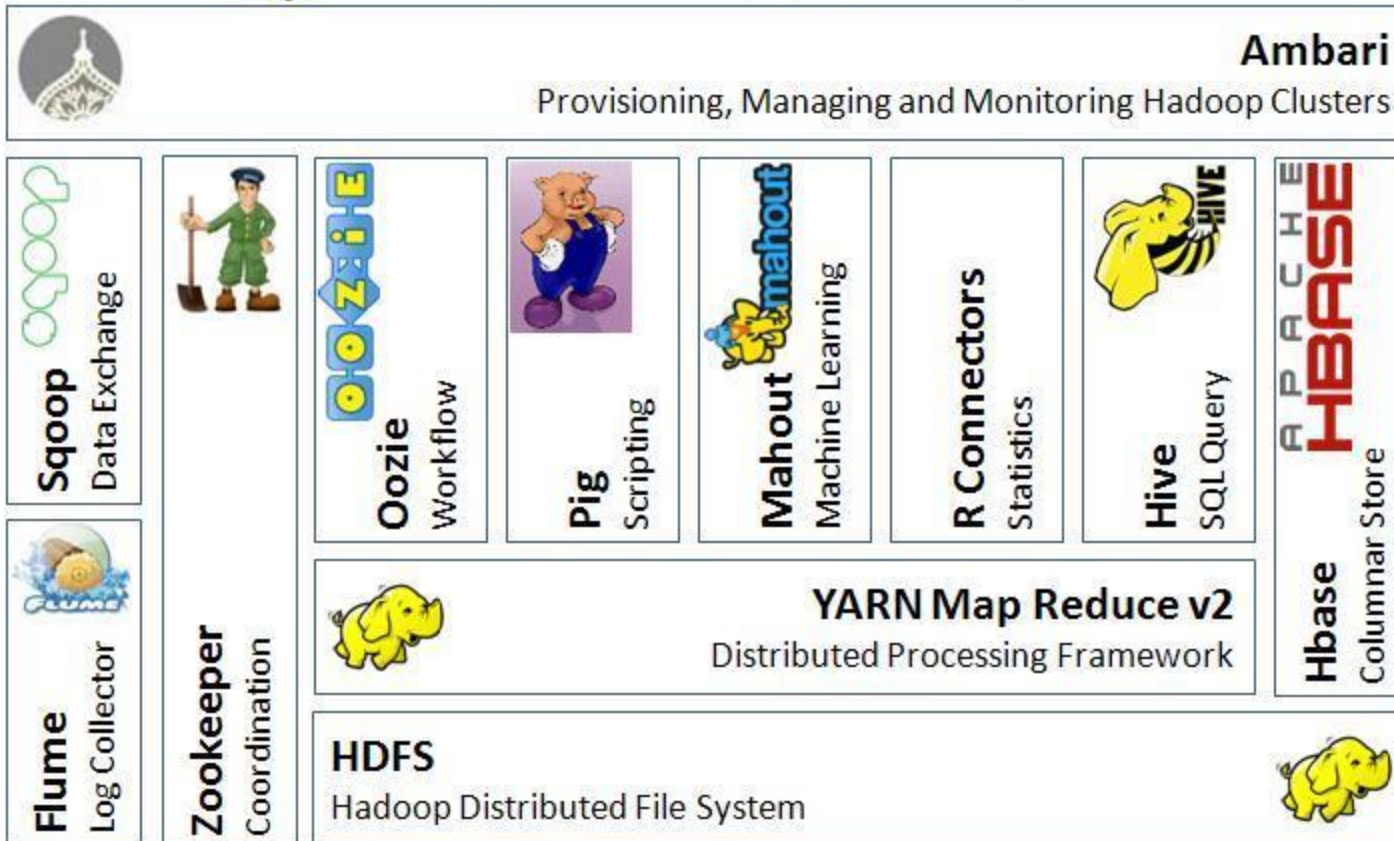 Ambari
Provisioning, Managing and Monitoring Hadoop Clusters
sqoop
Sqoop
Data Exchange
FLUME
Flume
Log Collector
Zookeeper
Coordination
OOZiE
Oozie
Workflow
Pig
Scripting
mahout
Mahout
Machine Learning
R Connectors
Statistics
HIVE
Hive
SQL Query
APACHE
HBASE
Hbase
Columnar Store
YARN Map Reduce v2
Distributed Processing Framework
HDFS
Hadoop Distributed File System